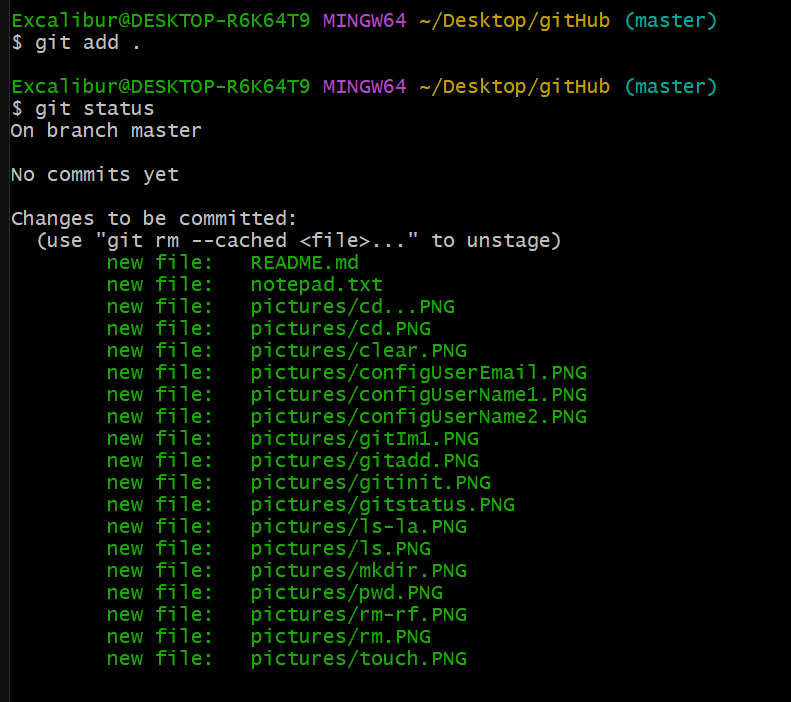 Excalibur@DESKTOP-R6K64T9 MINGW64 ~/Desktop/gitHub (master)
$ git add .
Excalibur@DESKTOP-R6K64T9 MINGW64 ~/Desktop/gitHub (master)
$ git status
On branch master
No commits yet
Changes to be committed:
  (use "git rm --cached <file>..." to unstage)
        new file:   README.md
        new file:   notepad.txt
        new file:   pictures/cd...PNG
        new file:   pictures/cd.PNG
        new file:   pictures/clear.PNG
        new file:   pictures/configUserEmail.PNG
        new file:   pictures/configUserName1.PNG
        new file:   pictures/configUserName2.PNG
        new file:   pictures/gitIm1.PNG
        new file:   pictures/gitadd.PNG
        new file:   pictures/gitinit.PNG
        new file:   pictures/gitstatus.PNG
        new file:   pictures/ls-la.PNG
        new file:   pictures/ls.PNG
        new file:   pictures/mkdir.PNG
        new file:   pictures/pwd.PNG
        new file:   pictures/rm-rf.PNG
        new file:   pictures/rm.PNG
        new file:   pictures/touch.PNG